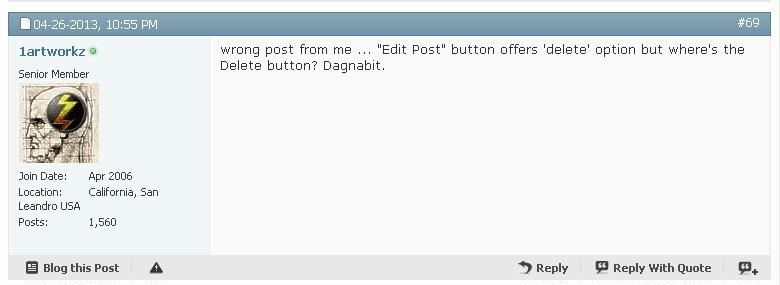 04-26-2013, 10:55 PM #69
1artworkz
Senior Member
Join Date: Apr 2006
Location: California, San
Leandro USA
Posts: 1,560
wrong post from me ... "Edit Post" button offers 'delete' option but where's the
Delete button? Dagnabit.
Blog this Post Reply Reply With Quote